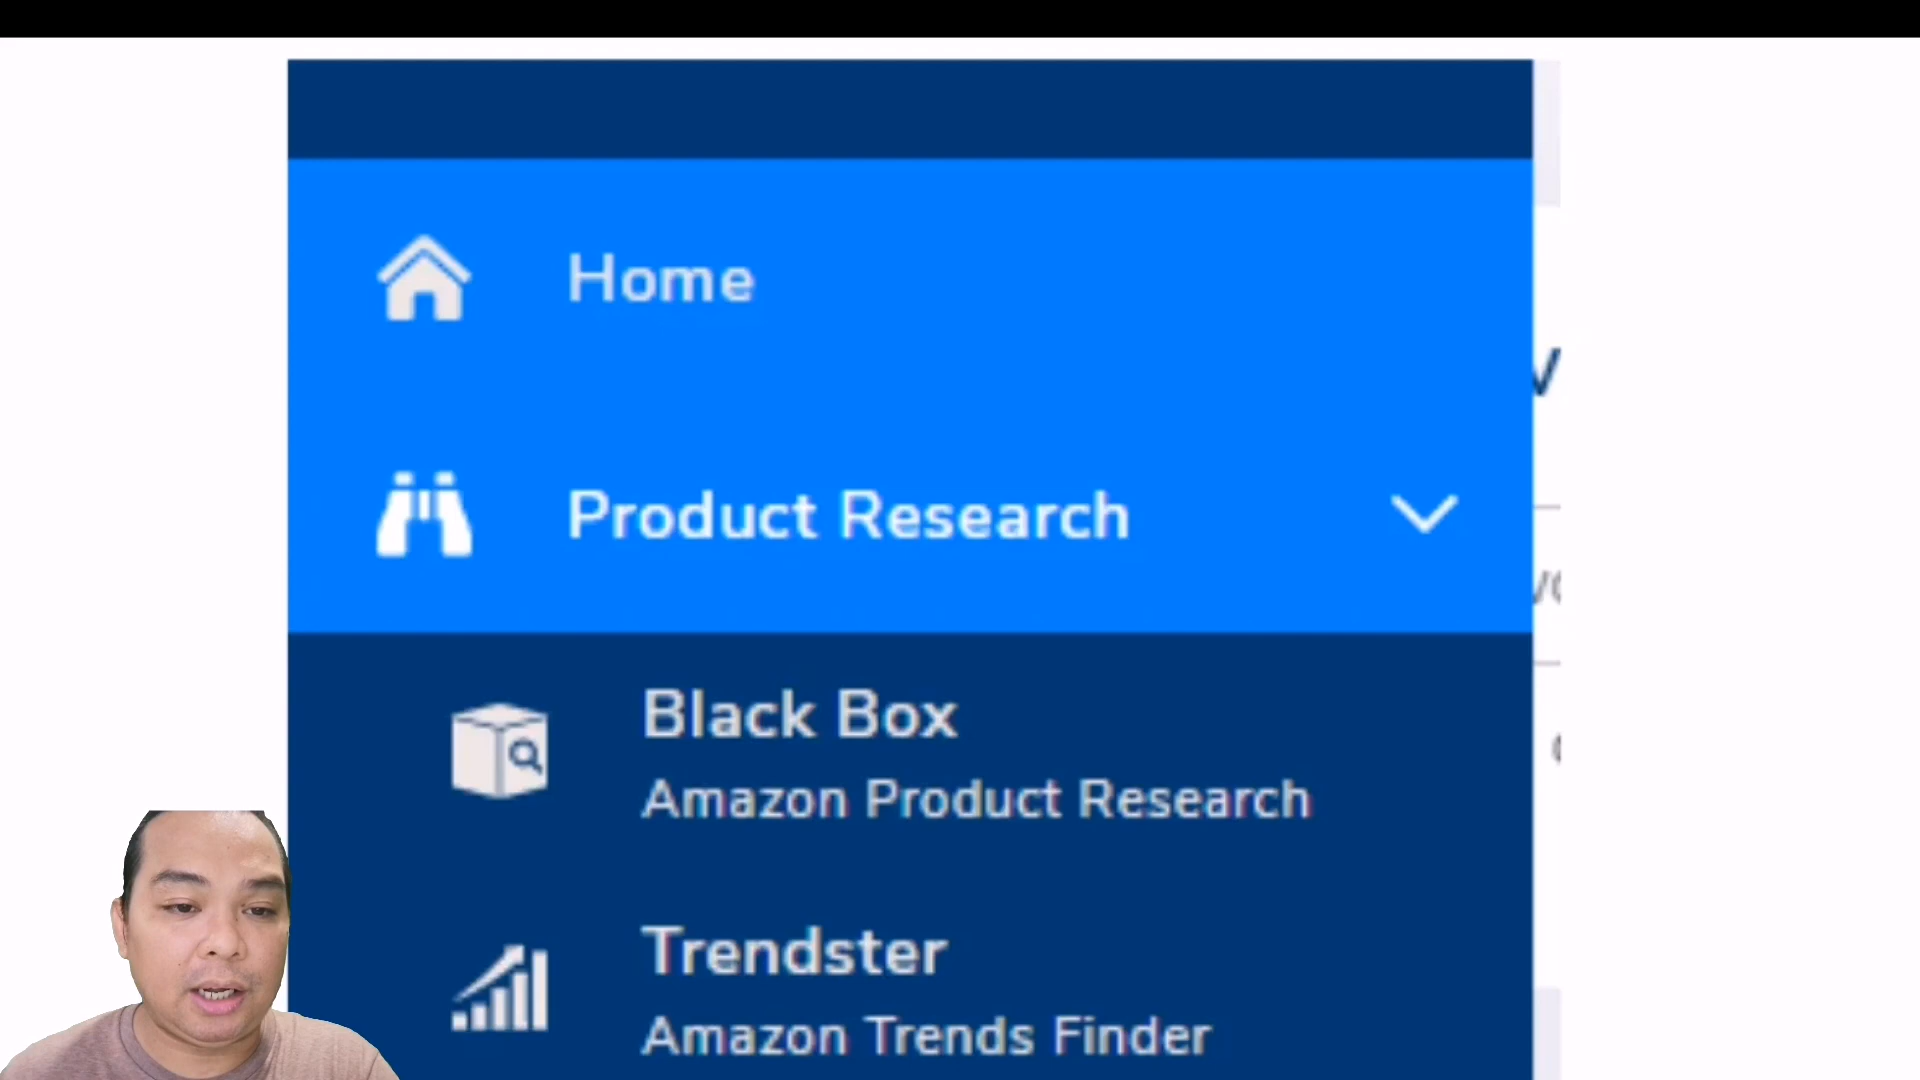 Home
Product Research
Black Box
Amazon Product Research
Trendster
Amazon Trends Finder